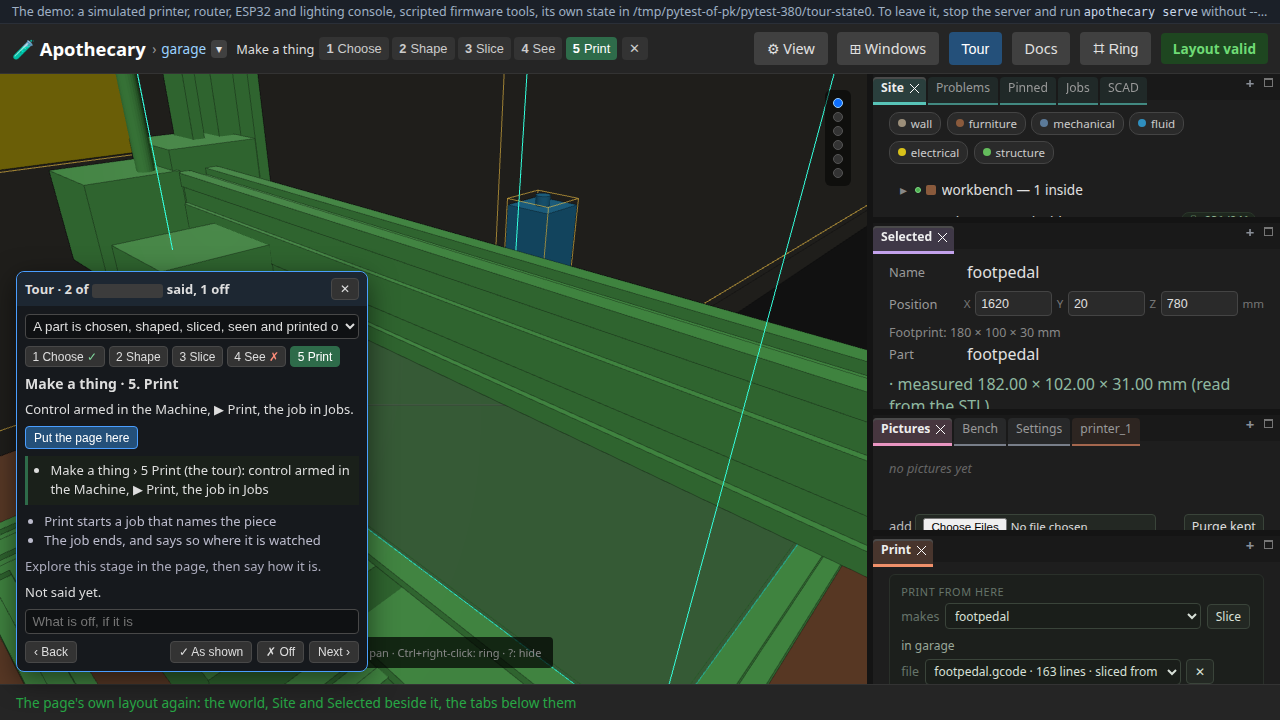 The demo: a simulated printer, router, ESP32 and lighting console, scripted firmware tools, its own state in /tmp/pytest-of-pk/pytest-380/tour-state0. To leave it, stop the server and run apothecary serve without --...
Apothecary › garage ▾ Make a thing 1 Choose 2 Shape 3 Slice 4 See 5 Print ✕ ⚙ View ⊞ Windows Tour Docs ⌗ Ring Layout valid
Site Problems Pinned Jobs SCAD
wall furniture mechanical fluid
electrical structure
▸ workbench — 1 inside
Selected
Name footpedal
Position X 1620 Y 20 Z 780 mm
Footprint: 180 × 100 × 30 mm
Part footpedal
· measured 182.00 × 102.00 × 31.00 mm (read
from the STL)
Pictures Bench Settings printer_1
no pictures yet
add Choose Files No file chosen Purge kept
Print
PRINT FROM HERE
makes footpedal Slice
in garage
file footpedal.gcode · 163 lines · sliced from ✕
Tour · 2 of said, 1 off ✕
A part is chosen, shaped, sliced, seen and printed o
1 Choose ✓ 2 Shape 3 Slice 4 See ✗ 5 Print
Make a thing · 5. Print
Control armed in the Machine, ▶ Print, the job in Jobs.
Put the page here
• Make a thing › 5 Print (the tour): control armed in
the Machine, ▶ Print, the job in Jobs
• Print starts a job that names the piece
• The job ends, and says so where it is watched
Explore this stage in the page, then say how it is.
Not said yet.
What is off, if it is
‹ Back ✓ As shown ✗ Off Next ›
pan · Ctrl+right-click: ring · ?: hide
The page's own layout again: the world, Site and Selected beside it, the tabs below them